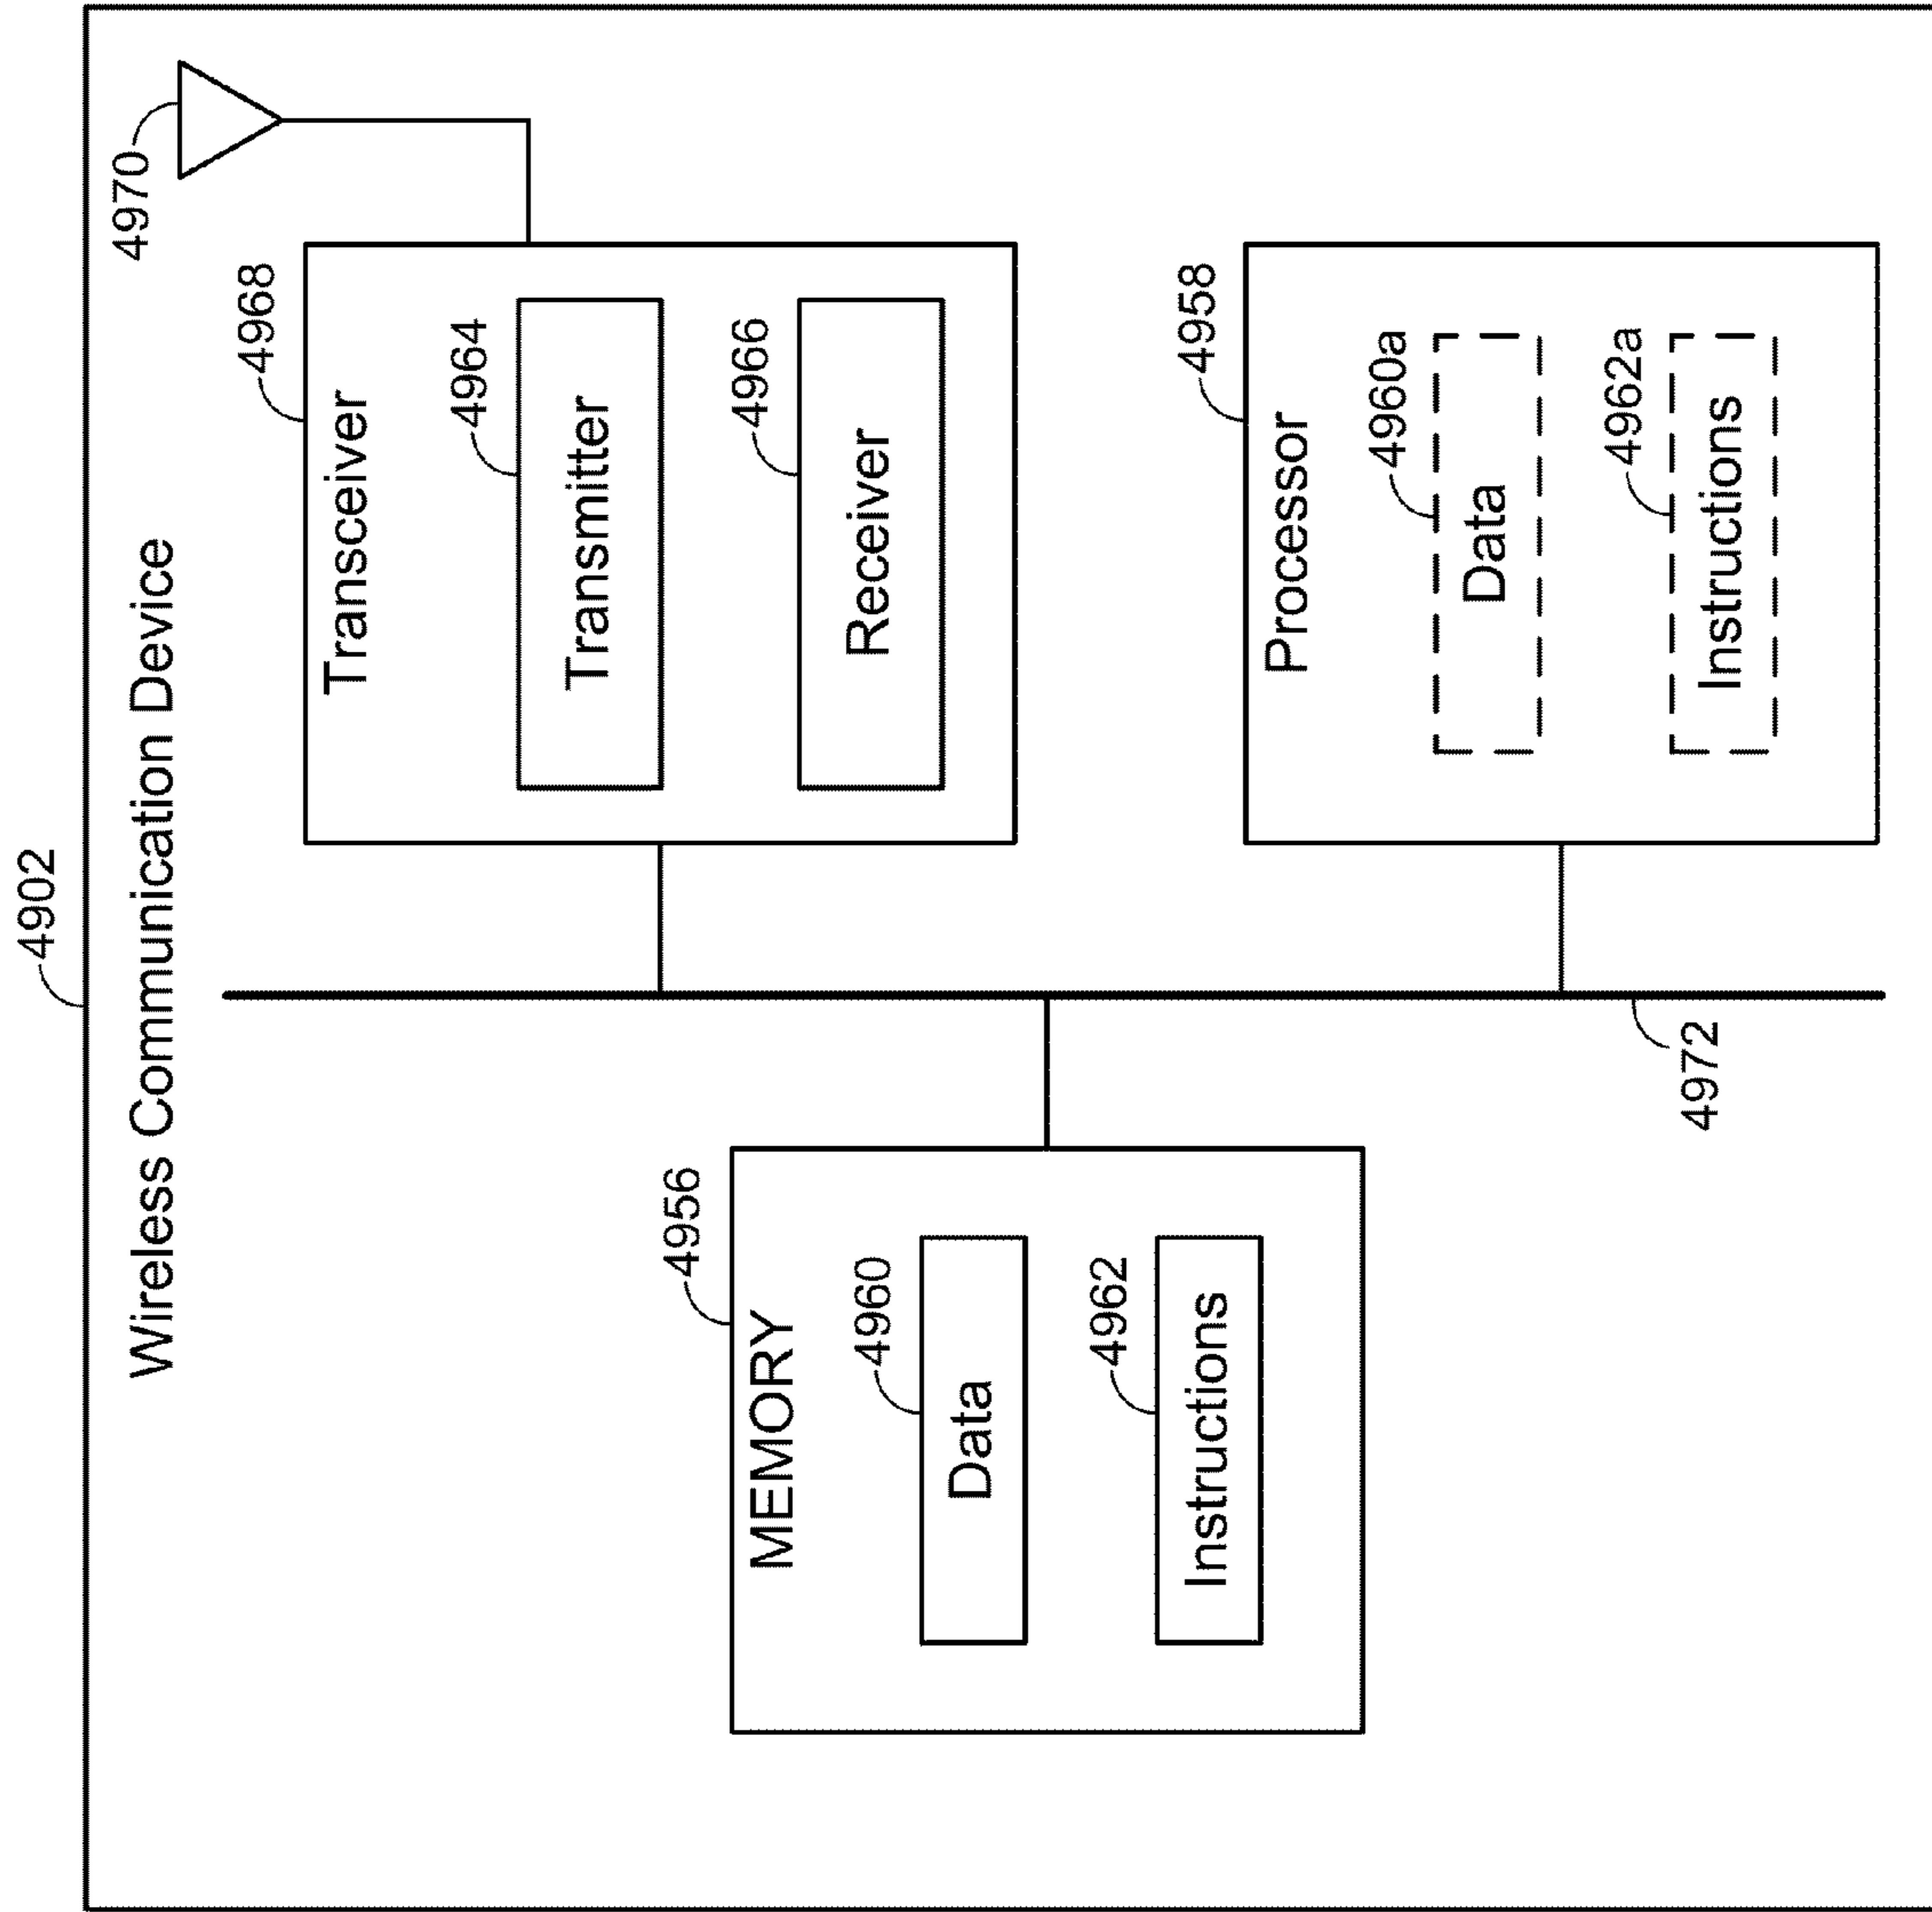 4902
Wireless Communication Device
4970
4968
Transceiver
4964
Transmitter
4966
Receiver
4956
MEMORY
4960
Data
4962
Instructions
4958
Processor
4960a
Data
4962a
Instructions
4972